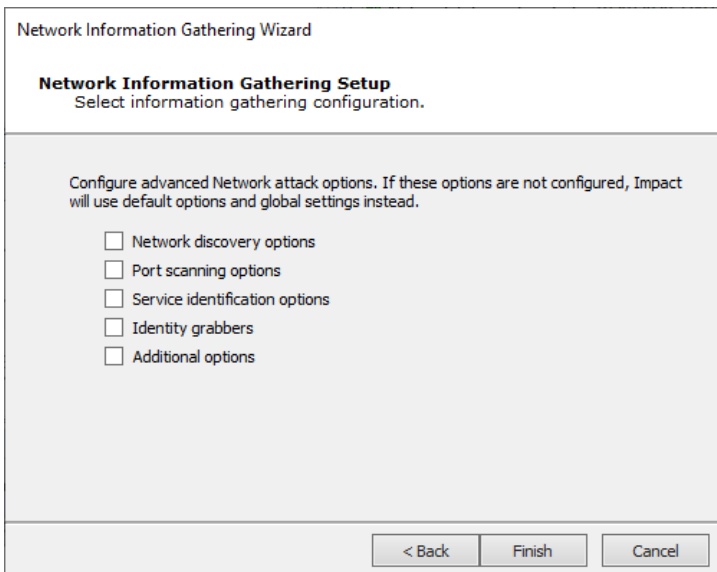 Network Information Gathering Wizard
Network Information Gathering Setup
Select information gathering configuration.
Configure advanced Network attack options. If these options are not configured, Impact
will use default options and global settings instead.
Network discovery options
Port scanning options
Service identification options
Identity grabbers
Additional options
< Back
Finish
Cancel